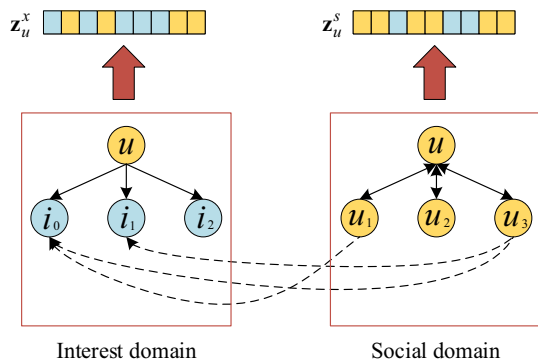 z_u^x z_u^s
u u
i_0 i_1 i_2 u_1 u_2 u_3
Interest domain Social domain